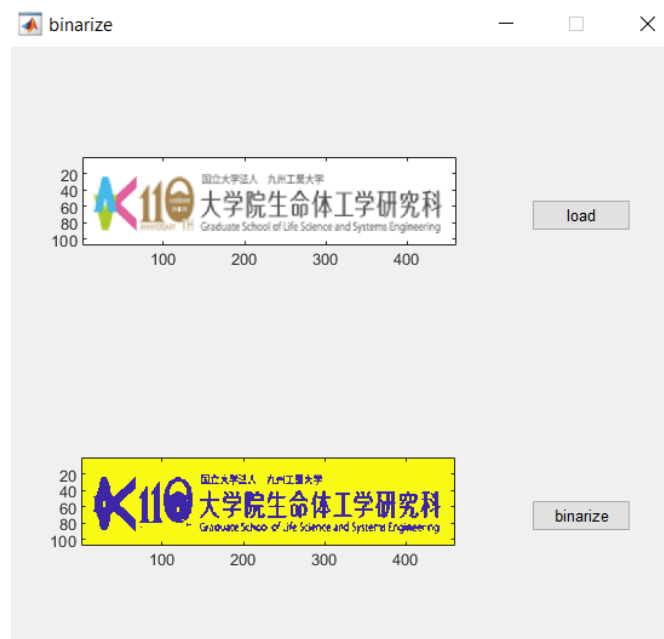 binarize
20
40
60
80
100
100 200 300 400
110
ANNIVERSARY TH
国立大学法人 九州工業大学
大学院生命体工学研究科
Graduate School of Life Science and Systems Engineering
load
20
40
60
80
100
100 200 300 400
110
国立大学法人 九州工業大学
大学院生命体工学研究科
Graduate School of Life Science and Systems Engineering
binarize